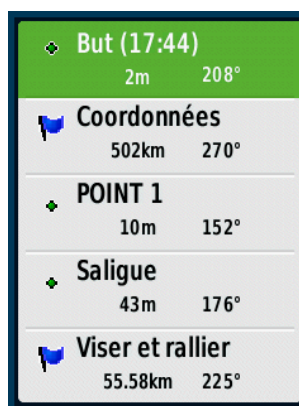 But (17:44)
2m 208°
Coordonnées
502km 270°
POINT 1
10m 152°
Saligue
43m 176°
Viser et rallier
55.58km 225°